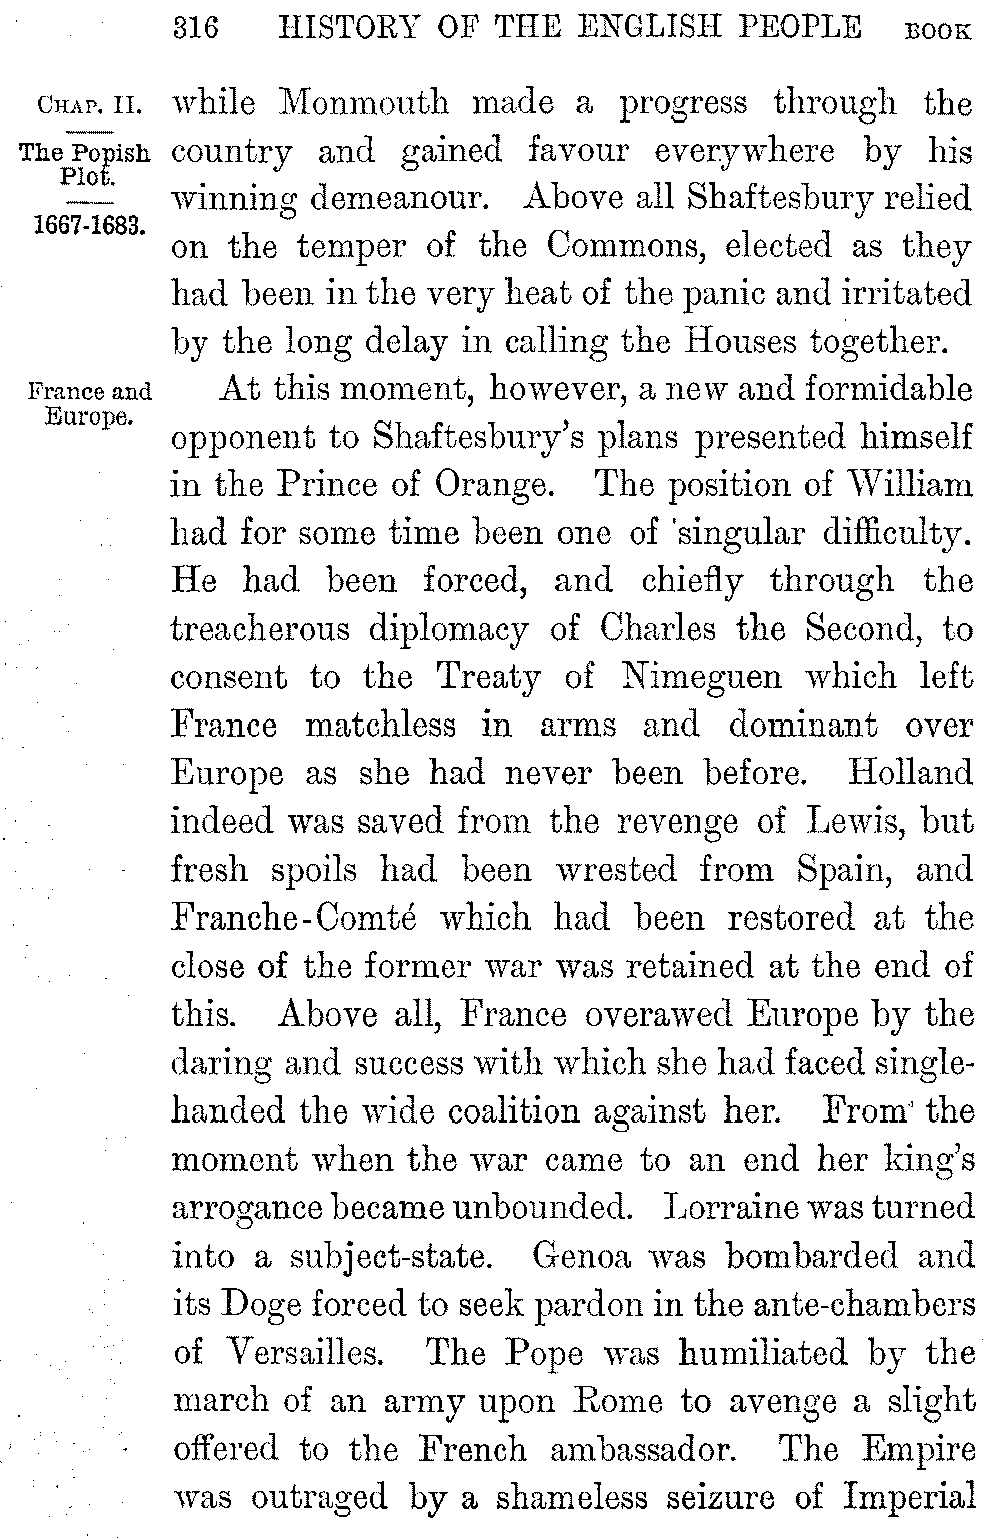 316 HISTORY OF THE ENGLISH PEOPLE BOOK
CHAP. II.
The Popish
Plot.
1667-1683.
while Monmouth made a progress through the
country and gained favour everywhere by his
winning demeanour. Above all Shaftesbury relied
on the temper of the Commons, elected as they
had been in the very heat of the panic and irritated
by the long delay in calling the Houses together.
France and
Europe.
At this moment, however, a new and formidable
opponent to Shaftesbury's plans presented himself
in the Prince of Orange. The position of William
had for some time been one of singular difficulty.
He had been forced, and chiefly through the
treacherous diplomacy of Charles the Second, to
consent to the Treaty of Nimeguen which left
France matchless in arms and dominant over
Europe as she had never been before. Holland
indeed was saved from the revenge of Lewis, but
fresh spoils had been wrested from Spain, and
Franche-Comté which had been restored at the
close of the former war was retained at the end of
this. Above all, France overawed Europe by the
daring and success with which she had faced single-
handed the wide coalition against her. From the
moment when the war came to an end her king's
arrogance became unbounded. Lorraine was turned
into a subject-state. Genoa was bombarded and
its Doge forced to seek pardon in the ante-chambers
of Versailles. The Pope was humiliated by the
march of an army upon Rome to avenge a slight
offered to the French ambassador. The Empire
was outraged by a shameless seizure of Imperial